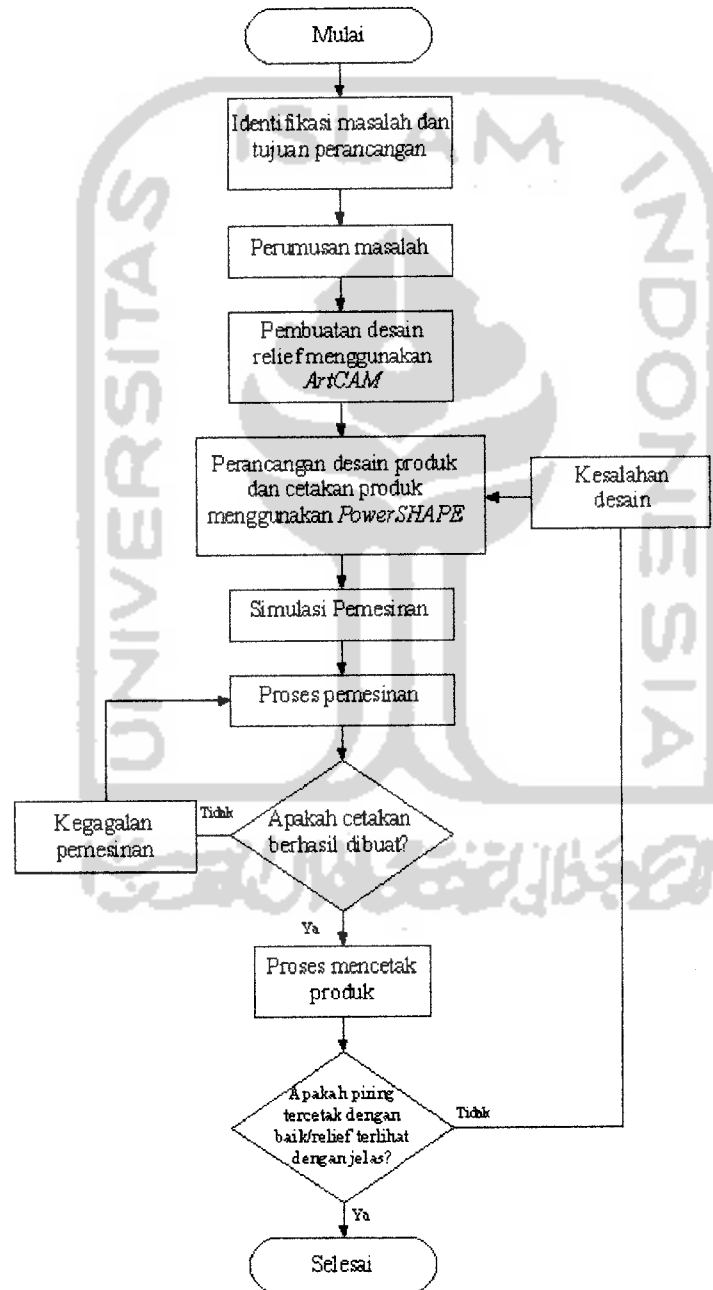 Mulai
Identifikasi masalah dan
tujuan perancangan
Perumusan masalah
Pembuatan desain
relief menggunakan
ArtCAM
Perancangan desain produk
dan cetakan produk
menggunakan PowerSHAPE
Kesalahan
desain
Simulasi Pemesinan
Proses pemesinan
Kegagalan
pemesinan
Tidak
Apakah cetakan
berhasil dibuat?
Ya
Proses mencetak
produk
Apakah piring
tercetak dengan
baik/relief terlihat
dengan jelas?
Tidak
Ya
Selesai
UNIVERSITAS
ISLAM
INDONESIA